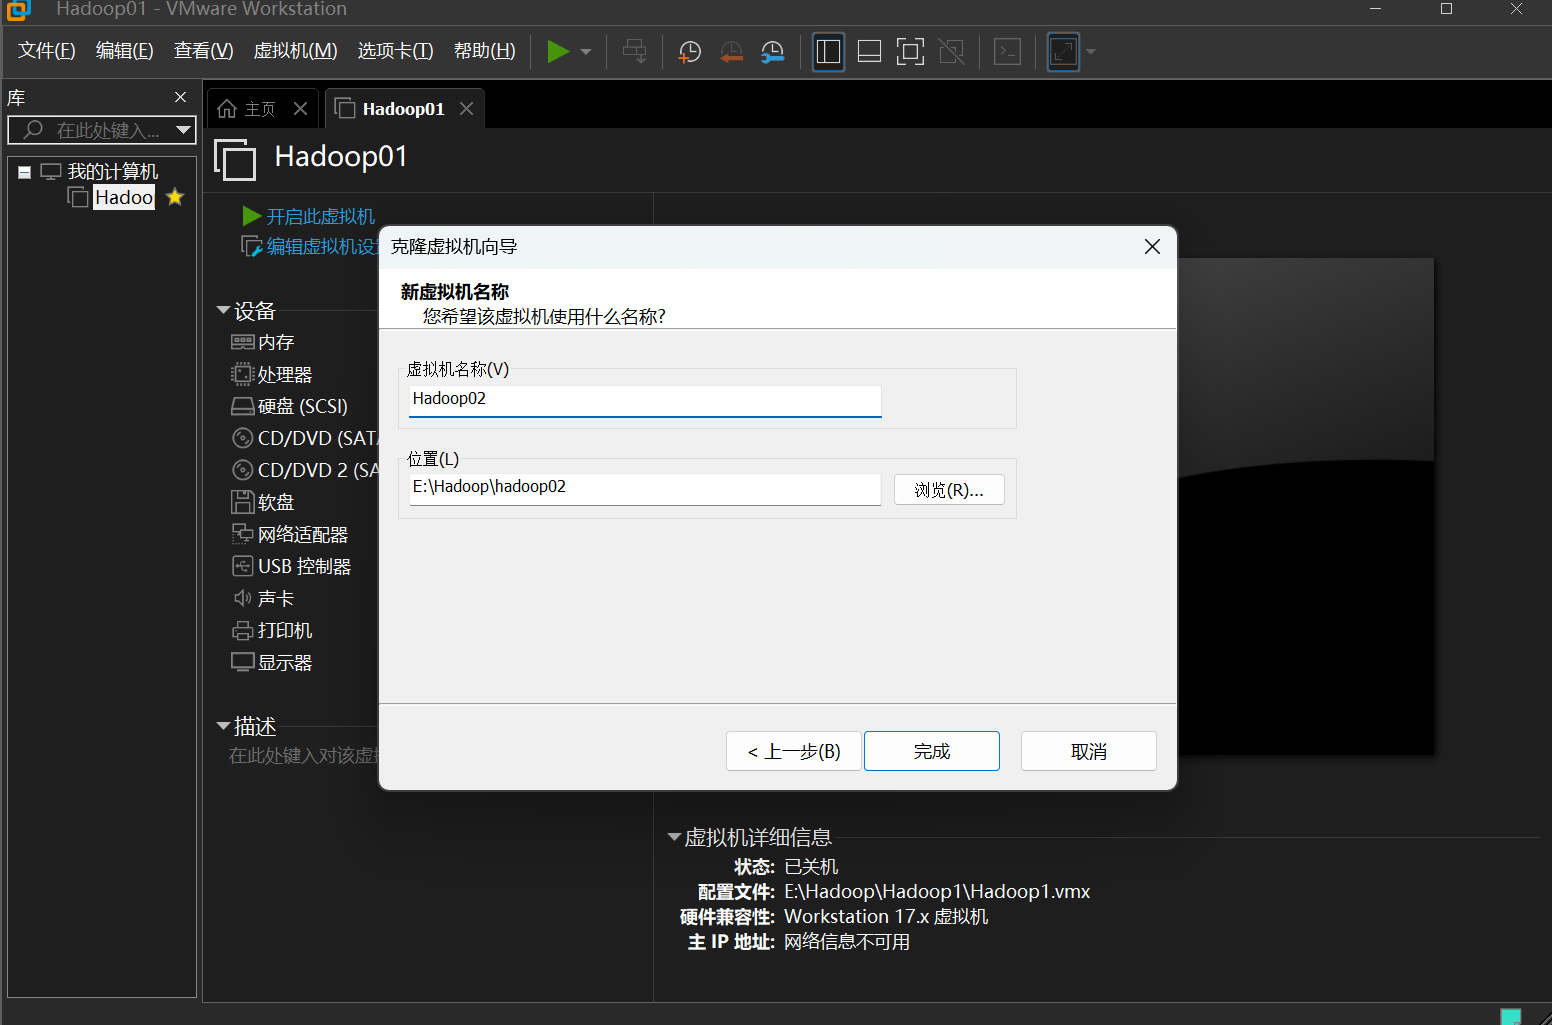 Hadoop01 - VMware Workstation
文件(F) 编辑(E) 查看(V) 虚拟机(M) 选项卡(T) 帮助(H)
库
在此处键入...
我的计算机
Hadoo
主页
Hadoop01
Hadoop01
开启此虚拟机
编辑虚拟机设
设备
内存
处理器
硬盘 (SCSI)
CD/DVD (SATA
CD/DVD 2 (SA
软盘
网络适配器
USB 控制器
声卡
打印机
显示器
描述
在此处键入对该虚
克隆虚拟机向导
新虚拟机名称
您希望该虚拟机使用什么名称?
虚拟机名称(V)
Hadoop02
位置(L)
E:\Hadoop\hadoop02
浏览(R)...
< 上一步(B) 完成 取消
虚拟机详细信息
状态: 已关机
配置文件: E:\Hadoop\Hadoop1\Hadoop1.vmx
硬件兼容性: Workstation 17.x 虚拟机
主 IP 地址: 网络信息不可用